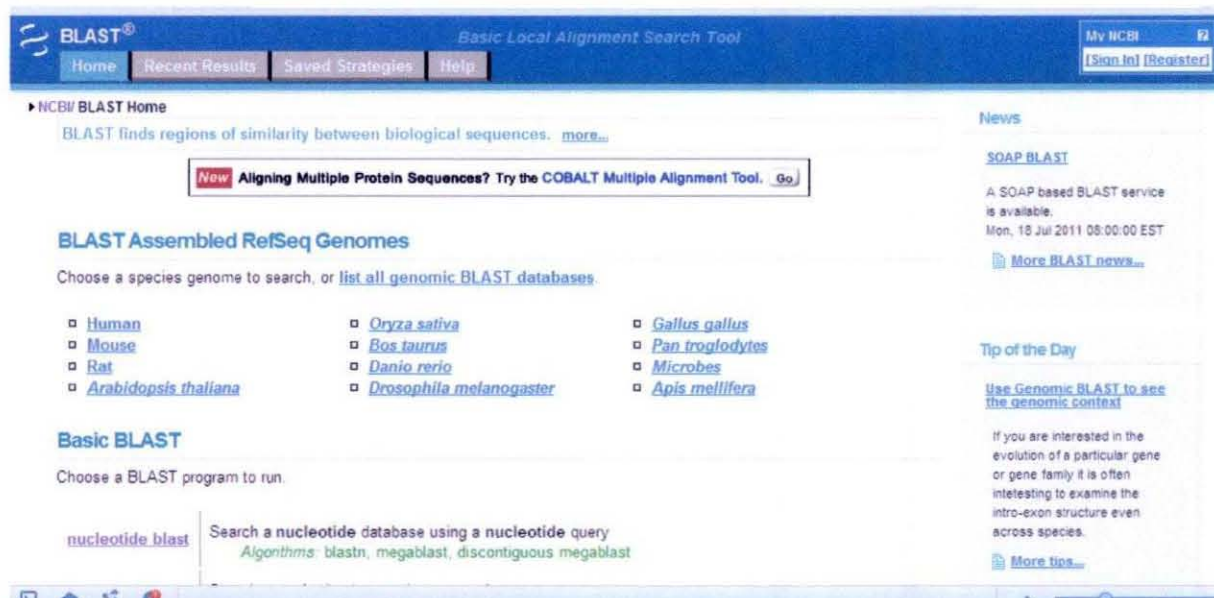 BLAST® Basic Local Alignment Search Tool
My NCBI
Home Recent Results Saved Strategies Help
[Sign In] [Register]
NCBI/ BLAST Home
BLAST finds regions of similarity between biological sequences. more...
New Aligning Multiple Protein Sequences? Try the COBALT Multiple Alignment Tool. Go
BLAST Assembled RefSeq Genomes
Choose a species genome to search, or list all genomic BLAST databases.
Human
Mouse
Rat
Arabidopsis thaliana
Oryza sativa
Bos taurus
Danio rerio
Drosophila melanogaster
Gallus gallus
Pan troglodytes
Microbes
Apis mellifera
Basic BLAST
Choose a BLAST program to run.
nucleotide blast
Search a nucleotide database using a nucleotide query
Algorithms: blastn, megablast, discontiguous megablast
News
SOAP BLAST
A SOAP based BLAST service
is available.
Mon, 18 Jul 2011 08:00:00 EST
More BLAST news...
Tip of the Day
Use Genomic BLAST to see
the genomic context
If you are interested in the
evolution of a particular gene
or gene family it is often
intetesting to examine the
intro-exon structure even
across species.
More tips...